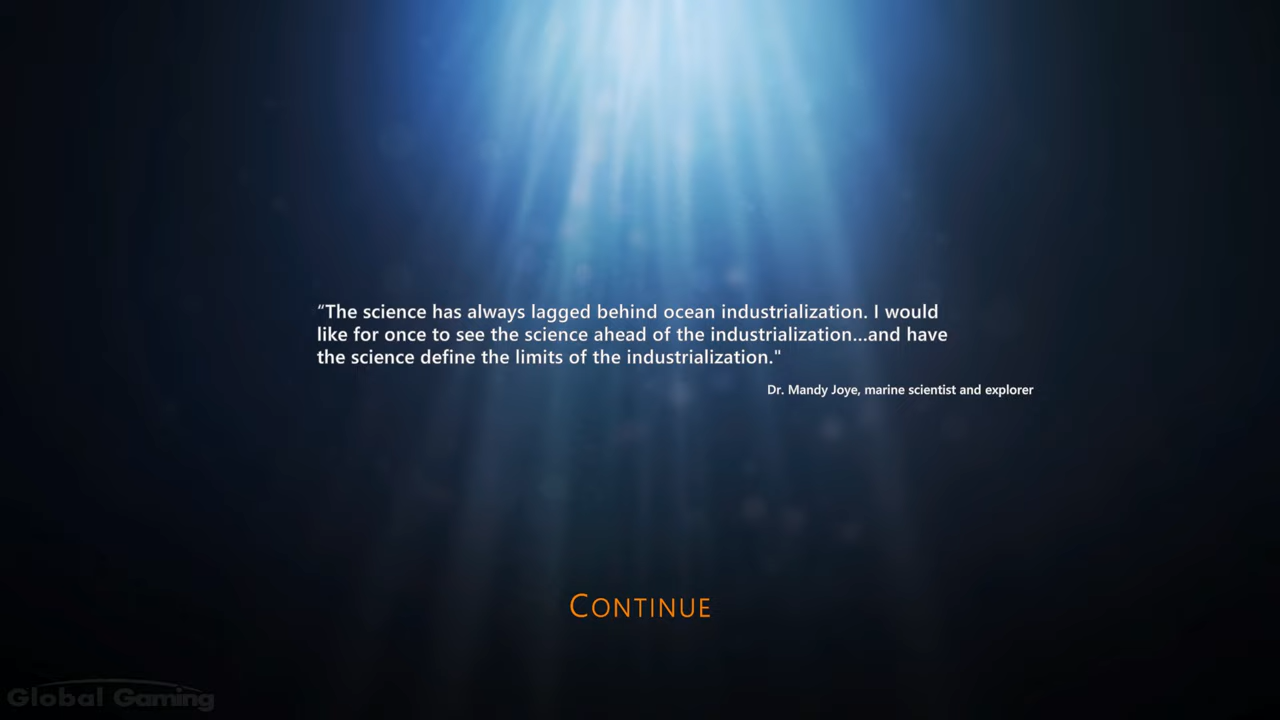 “The science has always lagged behind ocean industrialization. I would
like for once to see the science ahead of the industrialization...and have
the science define the limits of the industrialization."
Dr. Mandy Joye, marine scientist and explorer
CONTINUE
Global Gaming